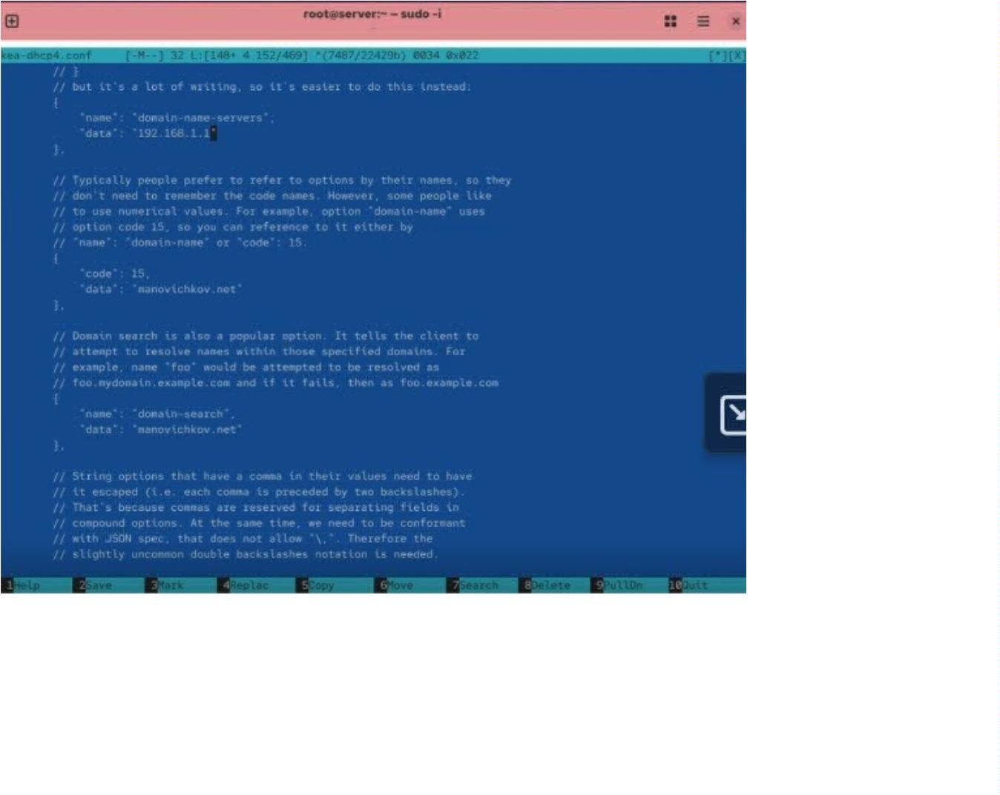 root@server:~ – sudo -i
kea-dhcp4.conf [-M--] 32 L:[148+ 4 152/469] *(7487/22429b) 0034 0x022 [*][X]
// }
// but it's a lot of writing, so it's easier to do this instead:
{
"name": "domain-name-servers",
"data": "192.168.1.1"
},
// Typically people prefer to refer to options by their names, so they
// don't need to remember the code names. However, some people like
// to use numerical values. For example, option "domain-name" uses
// option code 15, so you can reference to it either by
// "name": "domain-name" or "code": 15.
{
"code": 15,
"data": "manovichkov.net"
},
// Domain search is also a popular option. It tells the client to
// attempt to resolve names within those specified domains. For
// example, name "foo" would be attempted to be resolved as
// foo.mydomain.example.com and if it fails, then as foo.example.com
{
"name": "domain-search",
"data": "manovichkov.net"
},
// String options that have a comma in their values need to have
// it escaped (i.e. each comma is preceded by two backslashes).
// That's because commas are reserved for separating fields in
// compound options. At the same time, we need to be conformant
// with JSON spec, that does not allow "\,". Therefore the
// slightly uncommon double backslashes notation is needed.
1Help 2Save 3Mark 4Replac 5Copy 6Move 7Search 8Delete 9PullDn 10Quit